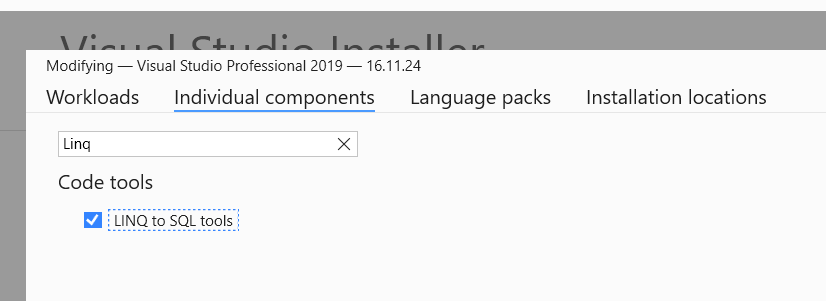 Visual Studio Installer
Modifying — Visual Studio Professional 2019 — 16.11.24
Workloads Individual components Language packs Installation locations
Linq
Code tools
LINQ to SQL tools